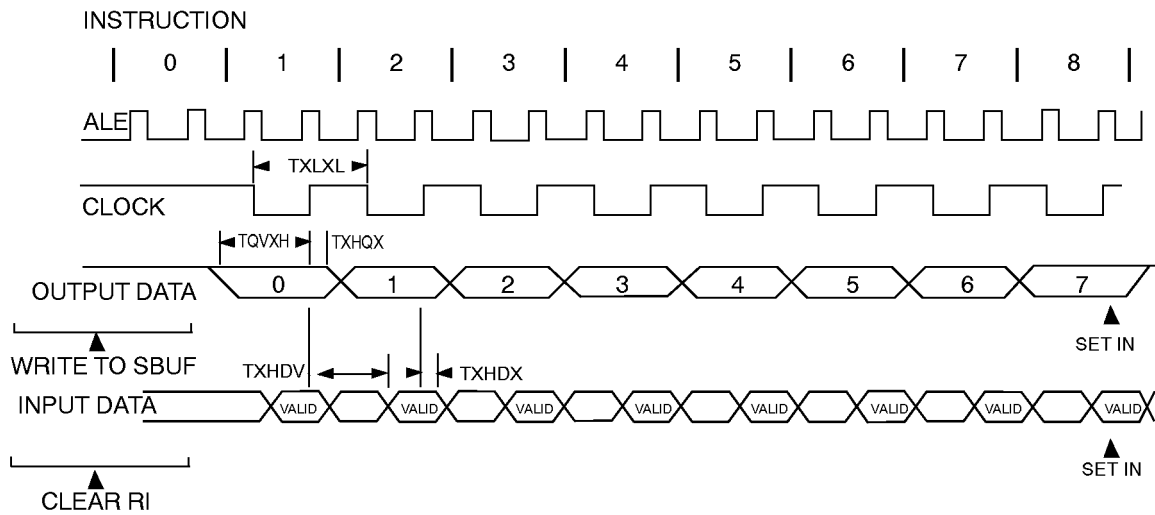 INSTRUCTION
0 1 2 3 4 5 6 7 8
ALE
TXLXL
CLOCK
TQVXH TXHQX
OUTPUT DATA 0 1 2 3 4 5 6 7
SET IN
WRITE TO SBUF
TXHDV TXHDX
INPUT DATA VALID VALID VALID VALID VALID VALID VALID VALID
SET IN
CLEAR RI